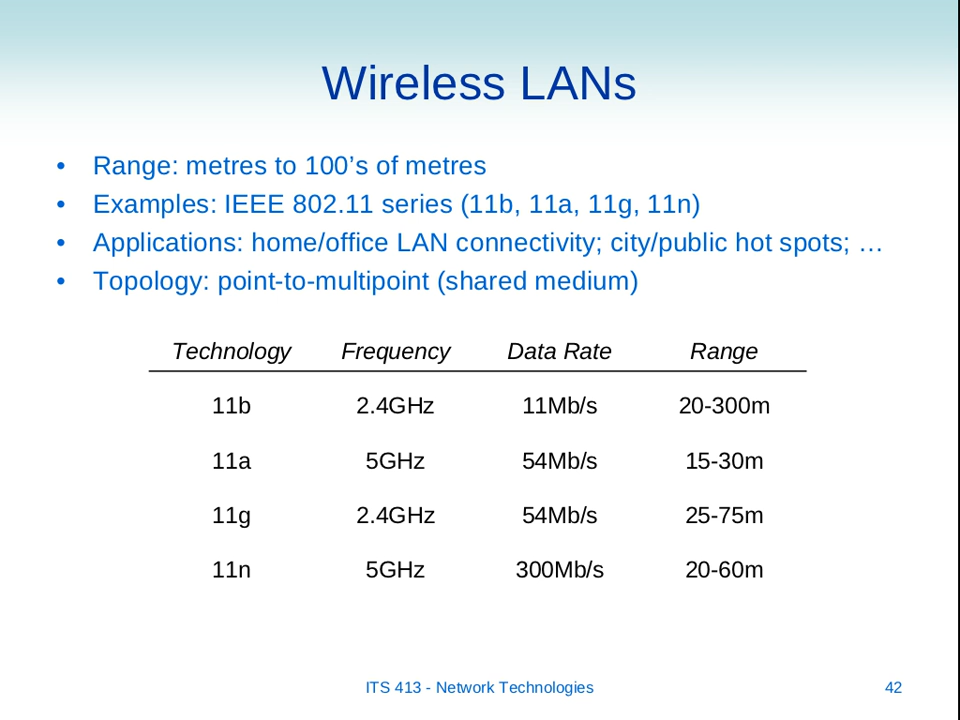 Wireless LANs
• Range: metres to 100’s of metres
• Examples: IEEE 802.11 series (11b, 11a, 11g, 11n)
• Applications: home/office LAN connectivity; city/public hot spots; …
• Topology: point-to-multipoint (shared medium)
Technology Frequency Data Rate Range
11b 2.4GHz 11Mb/s 20-300m
11a 5GHz 54Mb/s 15-30m
11g 2.4GHz 54Mb/s 25-75m
11n 5GHz 300Mb/s 20-60m
ITS 413 - Network Technologies 42